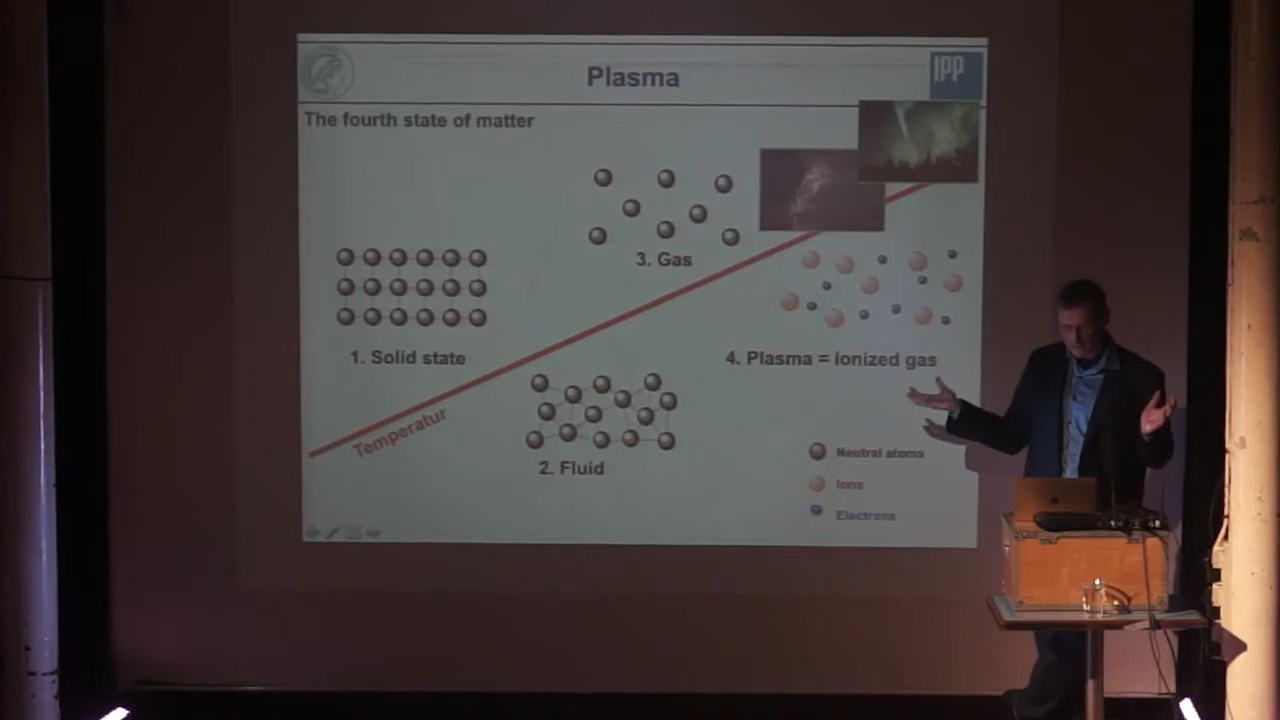 Plasma
IPP
The fourth state of matter
3. Gas
1. Solid state
4. Plasma = ionized gas
Temperatur
2. Fluid
Neutral atoms
Ions
Electrons